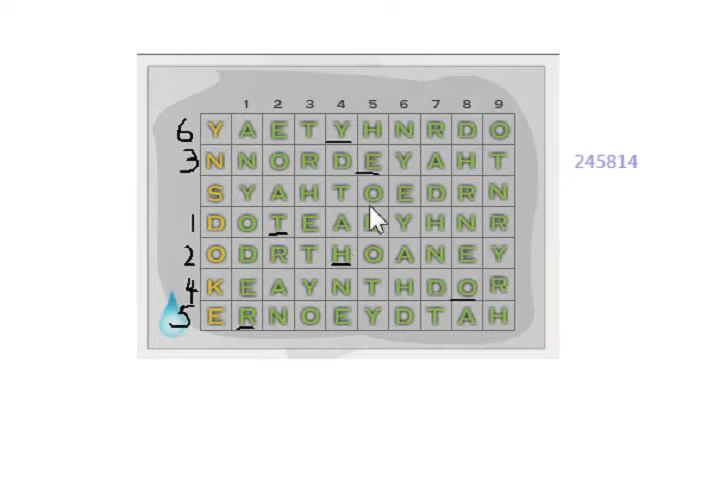 1 2 3 4 5 6 7 8 9
6 Y A E T Y H N R D O
3 N N O R D E Y A H T 245814
S Y A H T O E D R N
1 D O T E A Y H N R
2 O D R T H O A N E Y
4 K E A Y N T H D O R
5 E R N O E Y D T A H